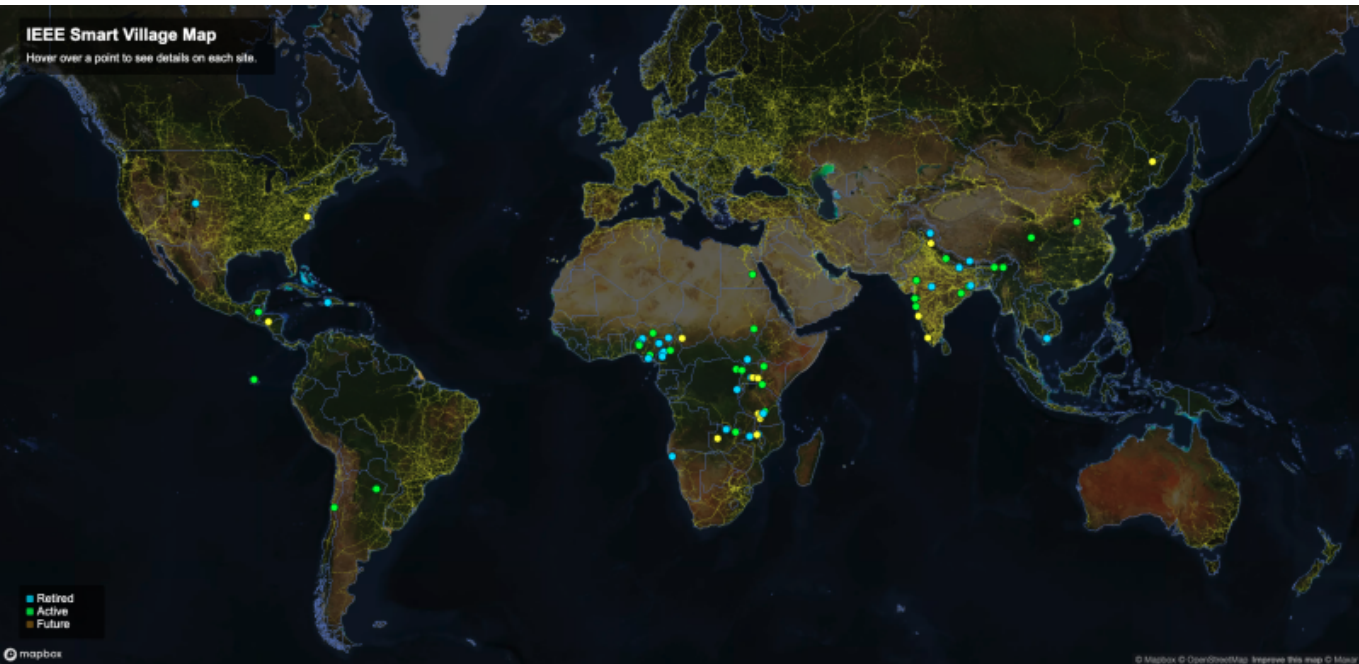 IEEE Smart Village Map
Hover over a point to see details on each site.
Retired
Active
Future
mapbox
© Mapbox © OpenStreetMap Improve this map © Maxar